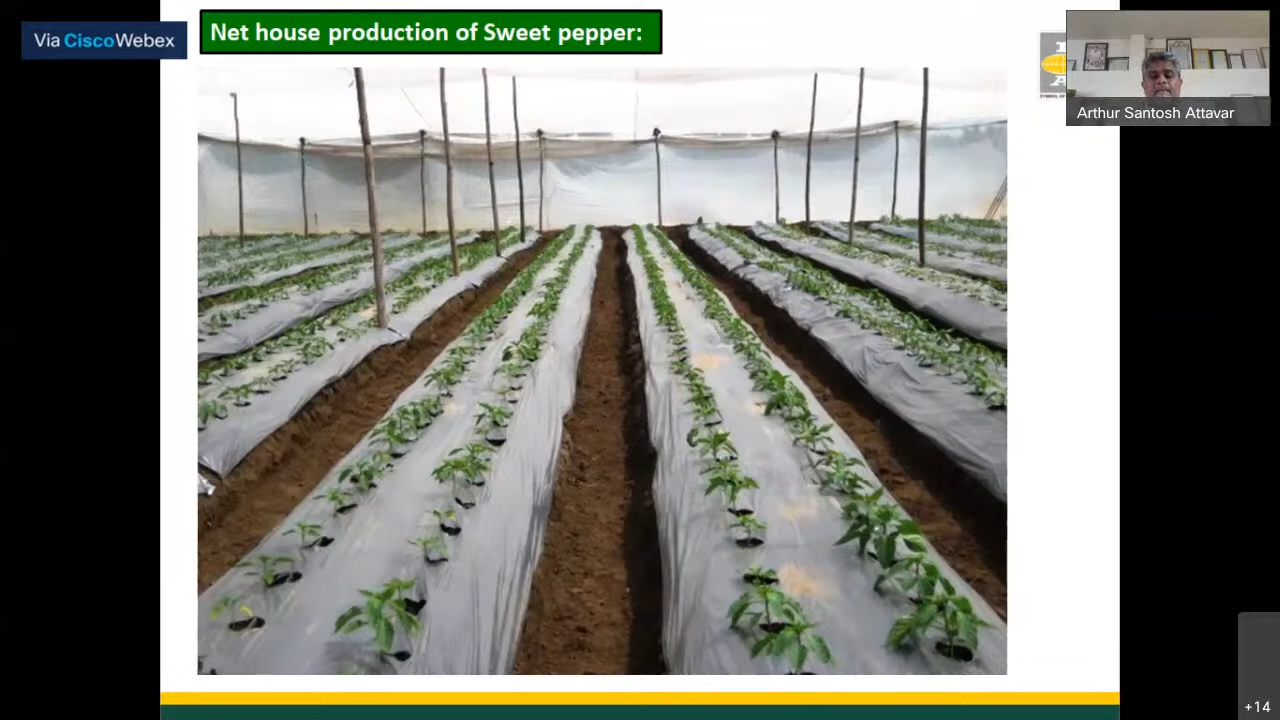 Via CiscoWebex
Net house production of Sweet pepper:
Arthur Santosh Attavar
+14